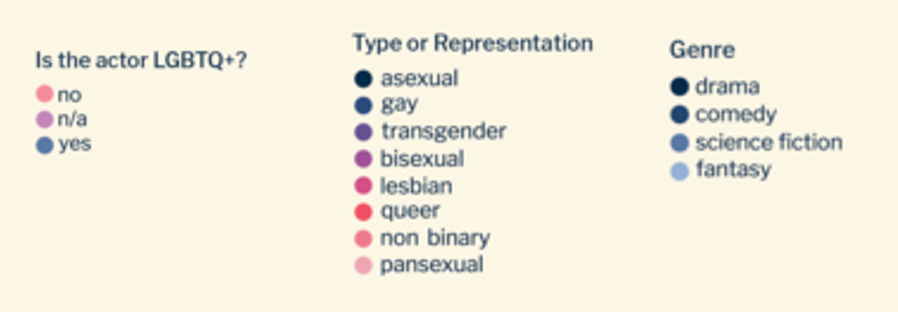 Is the actor LGBTQ+?
no
n/a
yes
Type or Representation
asexual
gay
transgender
bisexual
lesbian
queer
non binary
pansexual
Genre
drama
comedy
science fiction
fantasy